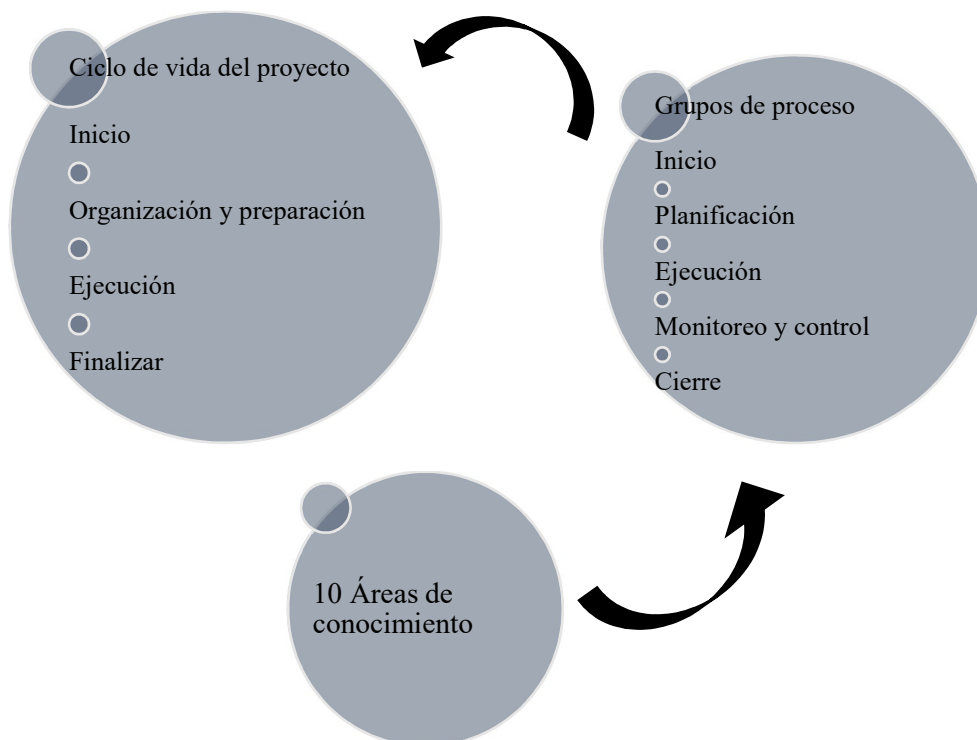 Ciclo de vida del proyecto
Inicio
Organización y preparación
Ejecución
Finalizar
Grupos de proceso
Inicio
Planificación
Ejecución
Monitoreo y control
Cierre
10 Áreas de
conocimiento